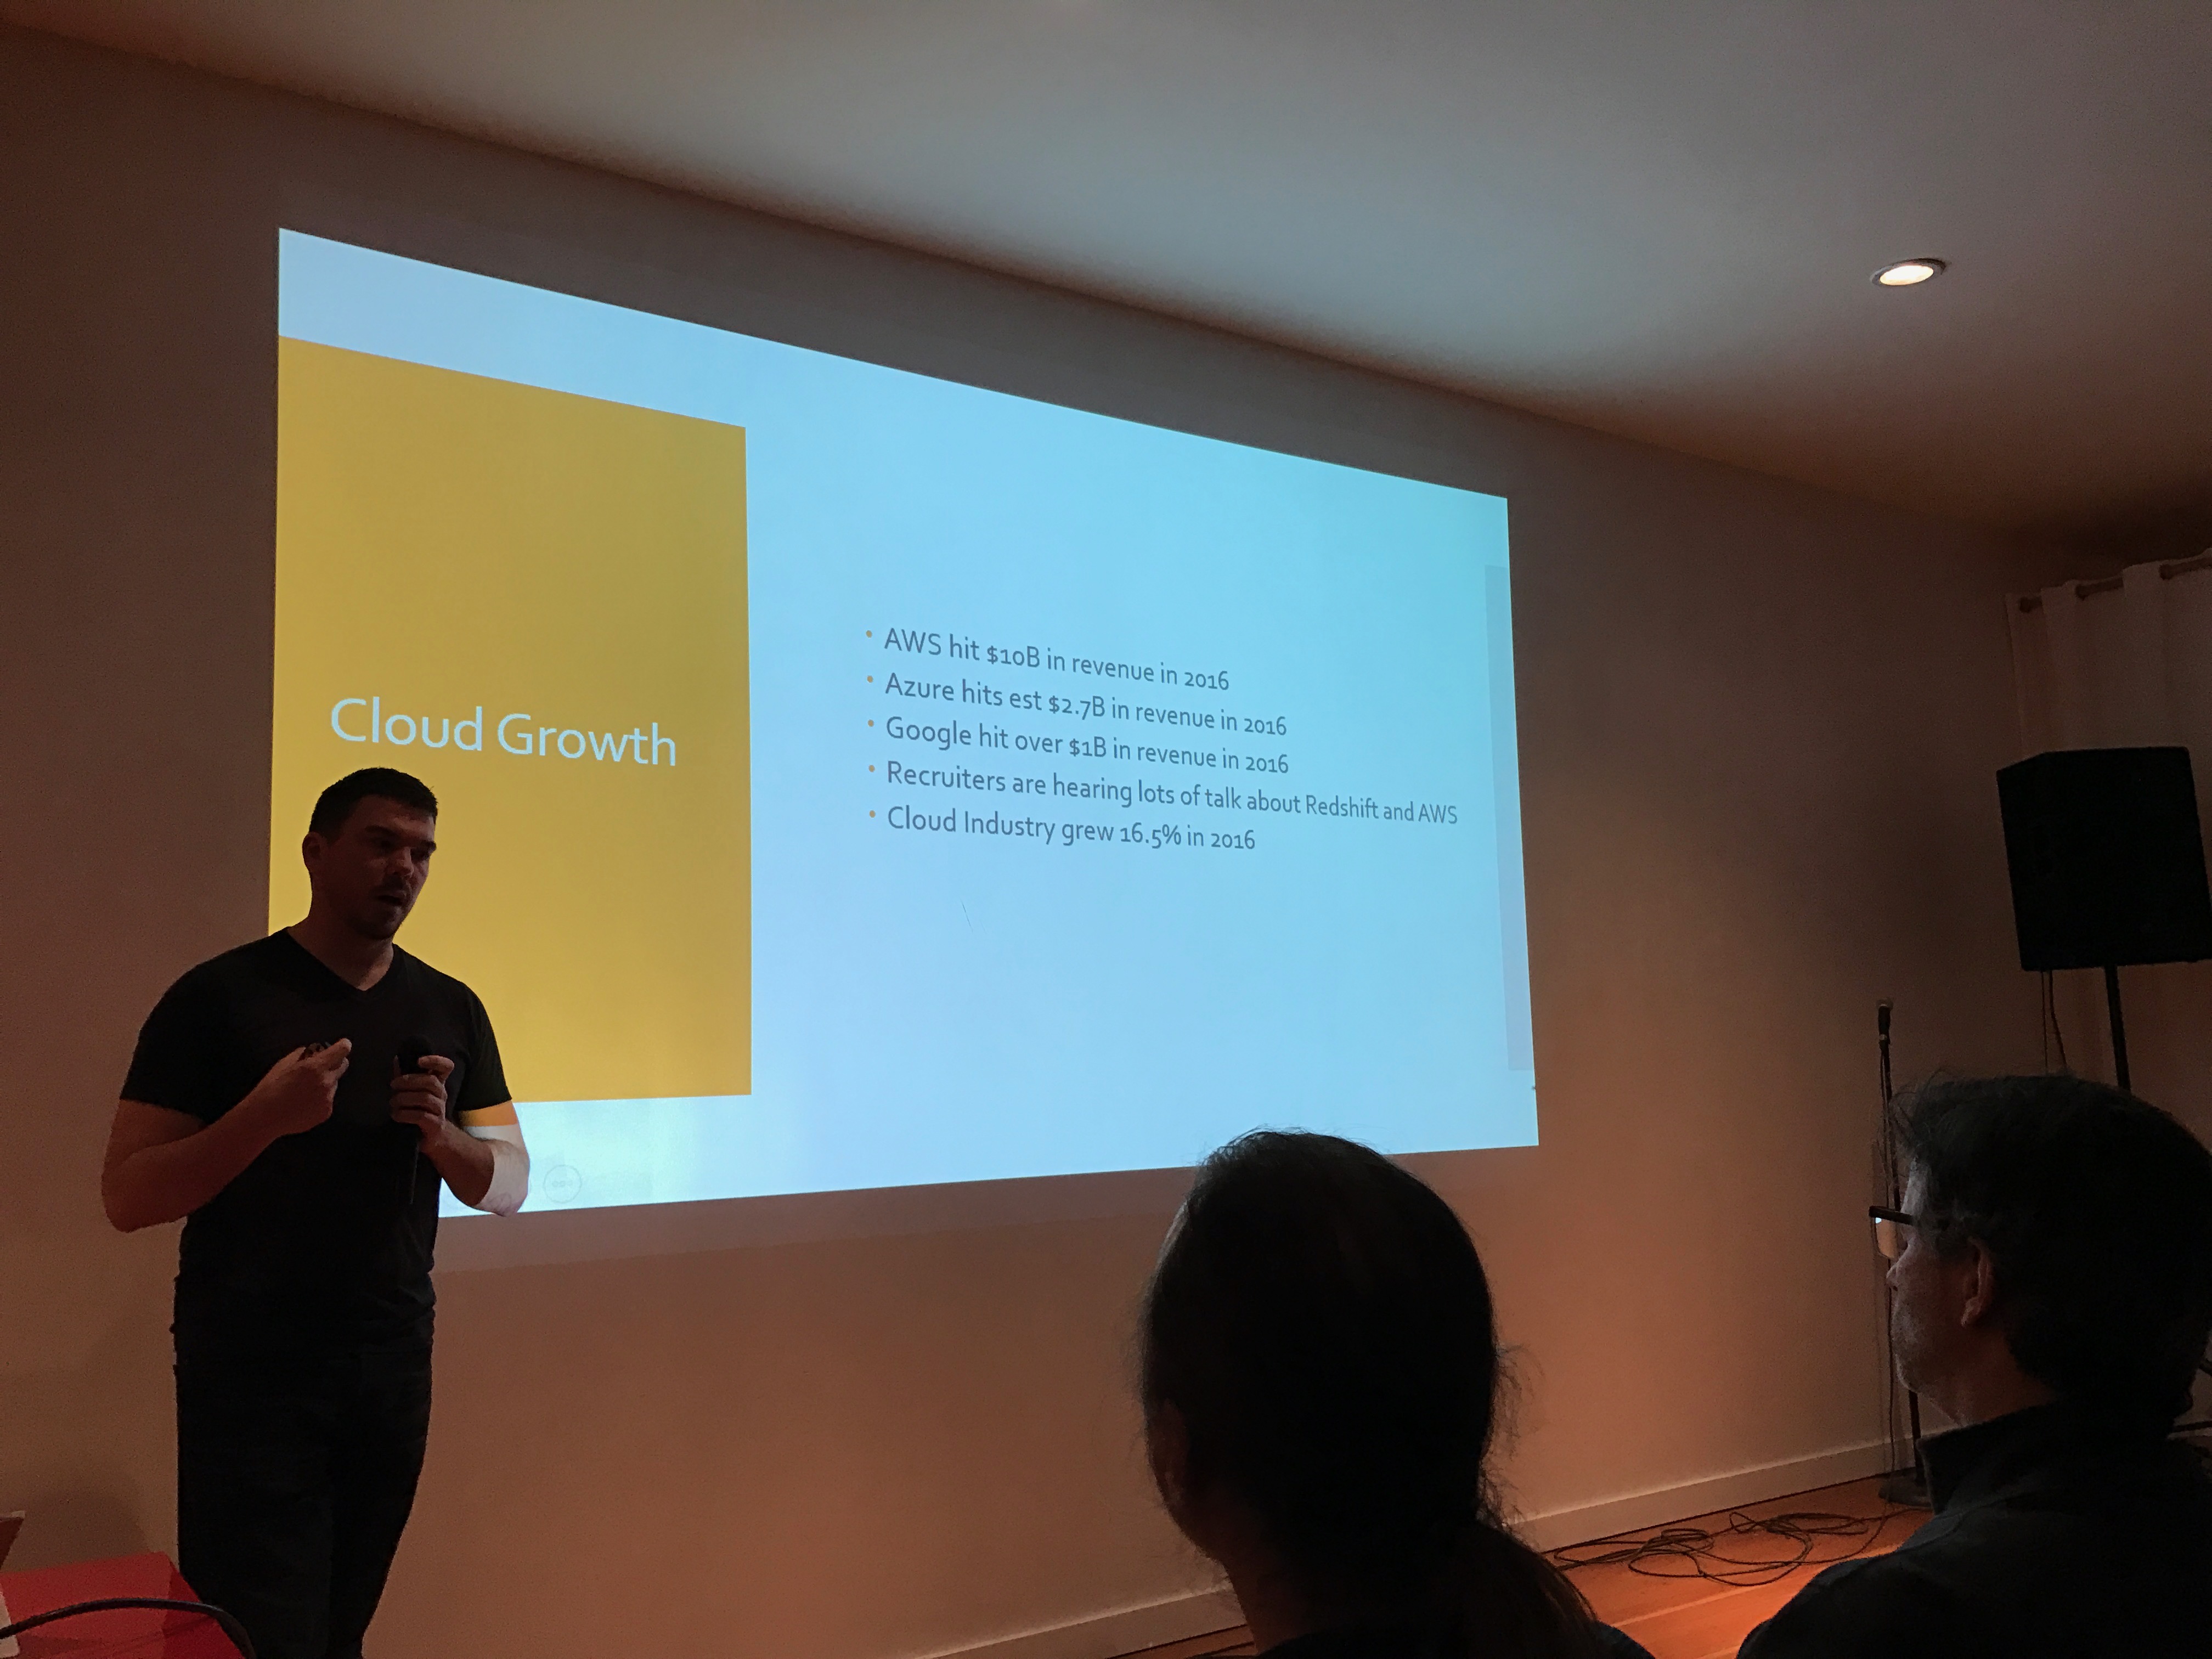 Cloud Growth
• AWS hit $10B in revenue in 2016
• Azure hits est $2.7B in revenue in 2016
• Google hit over $1B in revenue in 2016
• Recruiters are hearing lots of talk about Redshift and AWS
• Cloud Industry grew 16.5% in 2016